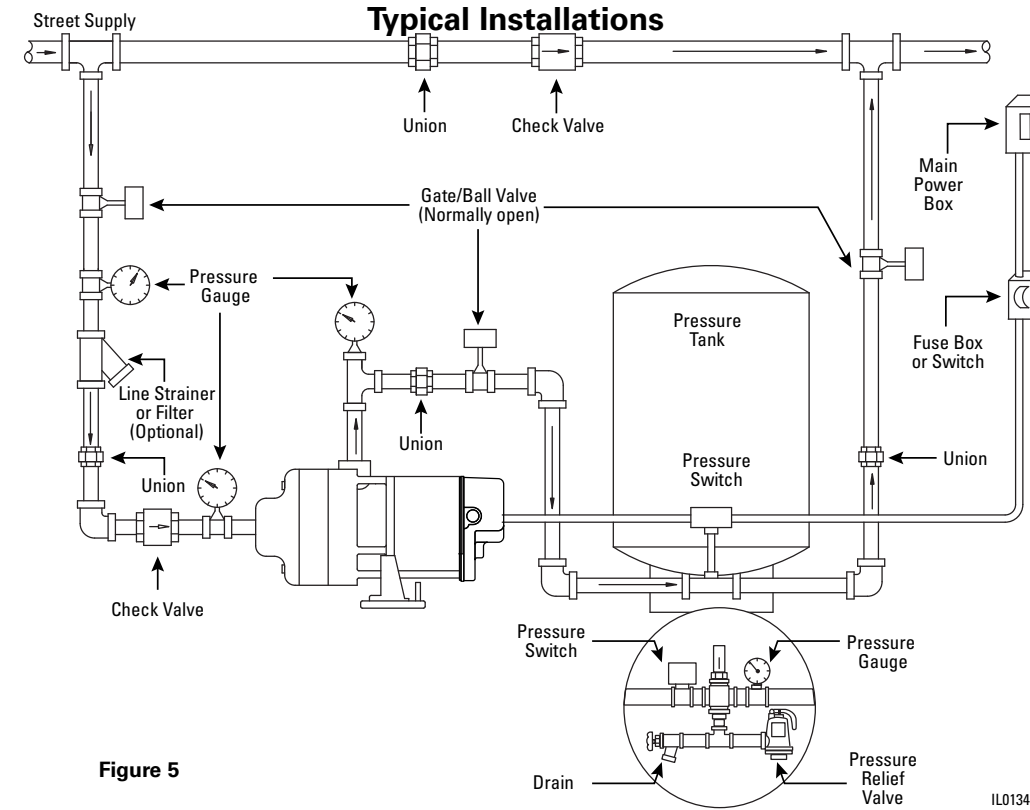 Typical Installations
Street Supply
Union
Check Valve
Main
Power
Box
Gate/Ball Valve
(Normally open)
Pressure
Gauge
Pressure
Tank
Fuse Box
or Switch
Line Strainer
or Filter
(Optional)
Union
Union
Pressure
Switch
Union
Check Valve
Pressure
Switch
Pressure
Gauge
Drain
Pressure
Relief
Valve
Figure 5
IL0134